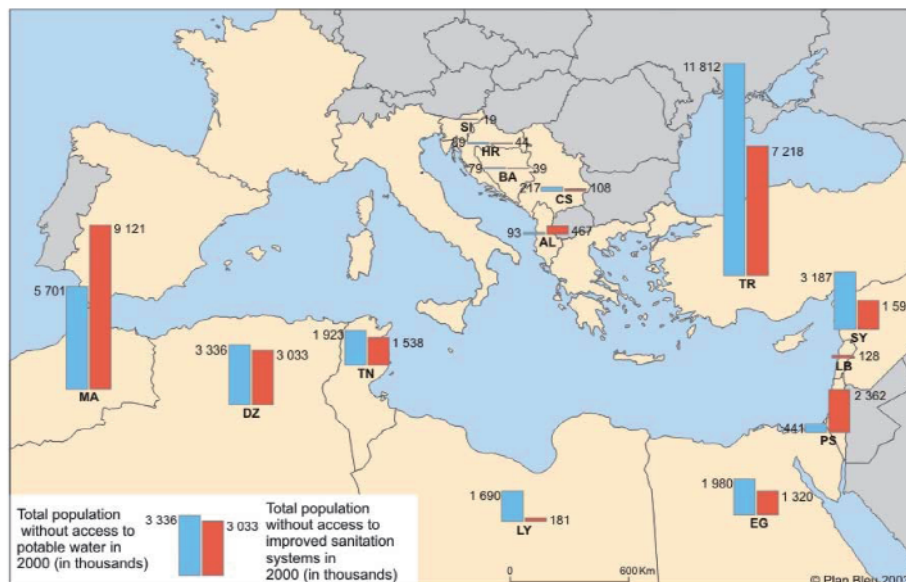 11 812
7 218
TR
SI
19
HR
44
79
39
BA
217
108
CS
93
467
AL
9 121
5 701
MA
3 336
3 033
DZ
1 923
1 538
TN
3 187
SY
128
LB
2 362
441
PS
1 690
181
LY
1 980
1 320
EG
Total population
without access to
potable water in
2000 (in thousands)
3 336
3 033
Total population
without access to
improved sanitation
systems in
2000 (in thousands)
0
600 Km
© Plan Bleu